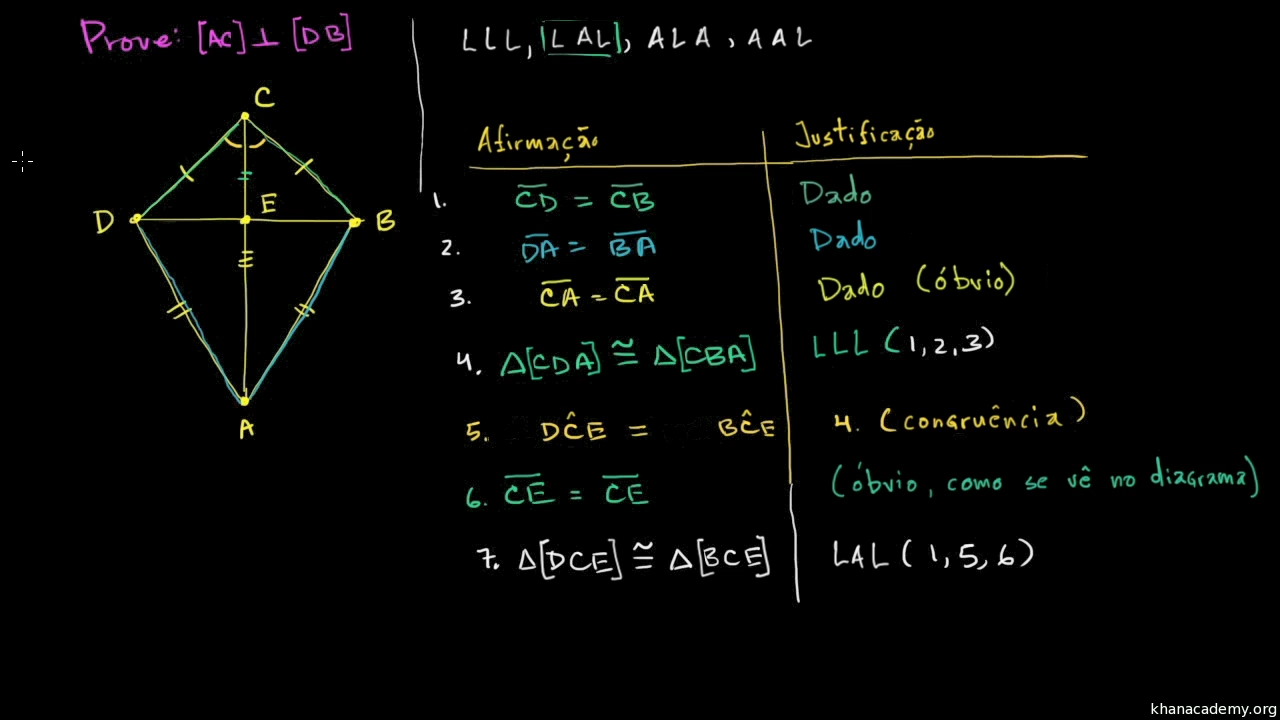 Prove: [AC] ⊥ [DB]
LLL, |LAL|, ALA, AAL
C
D
E
B
A
Afirmação Justificação
1. CD = CB Dado
2. DA = BA Dado
3. CA = CA Dado (óbvio)
4. Δ[CDA] ≅ Δ[CBA] LLL (1,2,3)
5. DĈE = BĈE 4. (congruência)
6. CE = CE (óbvio, como se vê no diagrama)
7. Δ[DCE] ≅ Δ[BCE] LAL (1,5,6)
khanacademy.org